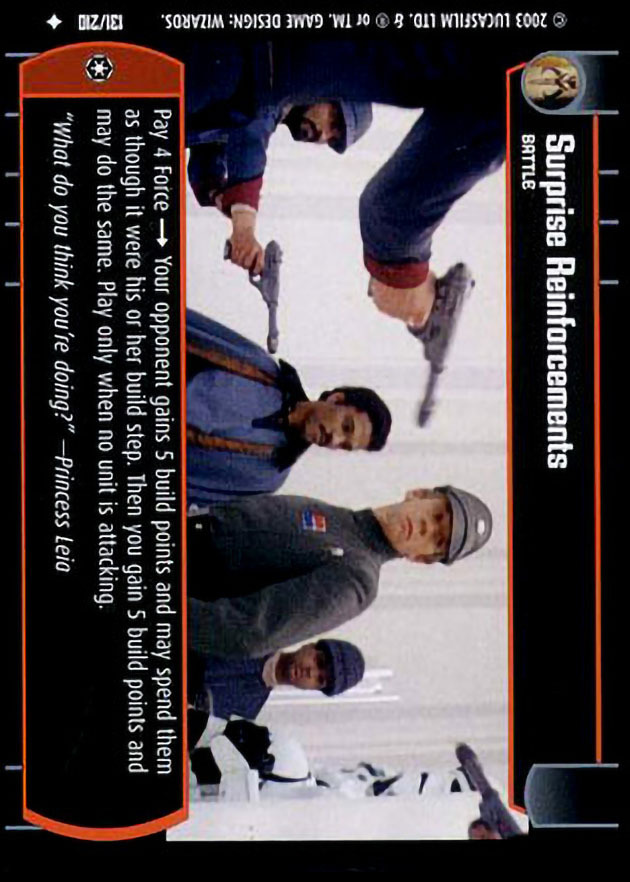 Surprise Reinforcements
BATTLE
Pay 4 Force → Your opponent gains 5 build points and may spend them
as though it were his or her build step. Then you gain 5 build points and
may do the same. Play only when no unit is attacking.
"What do you think you're doing?" —Princess Leia
© 2003 LUCASFILM LTD. & ® or TM. GAME DESIGN: WIZARDS.
131/210